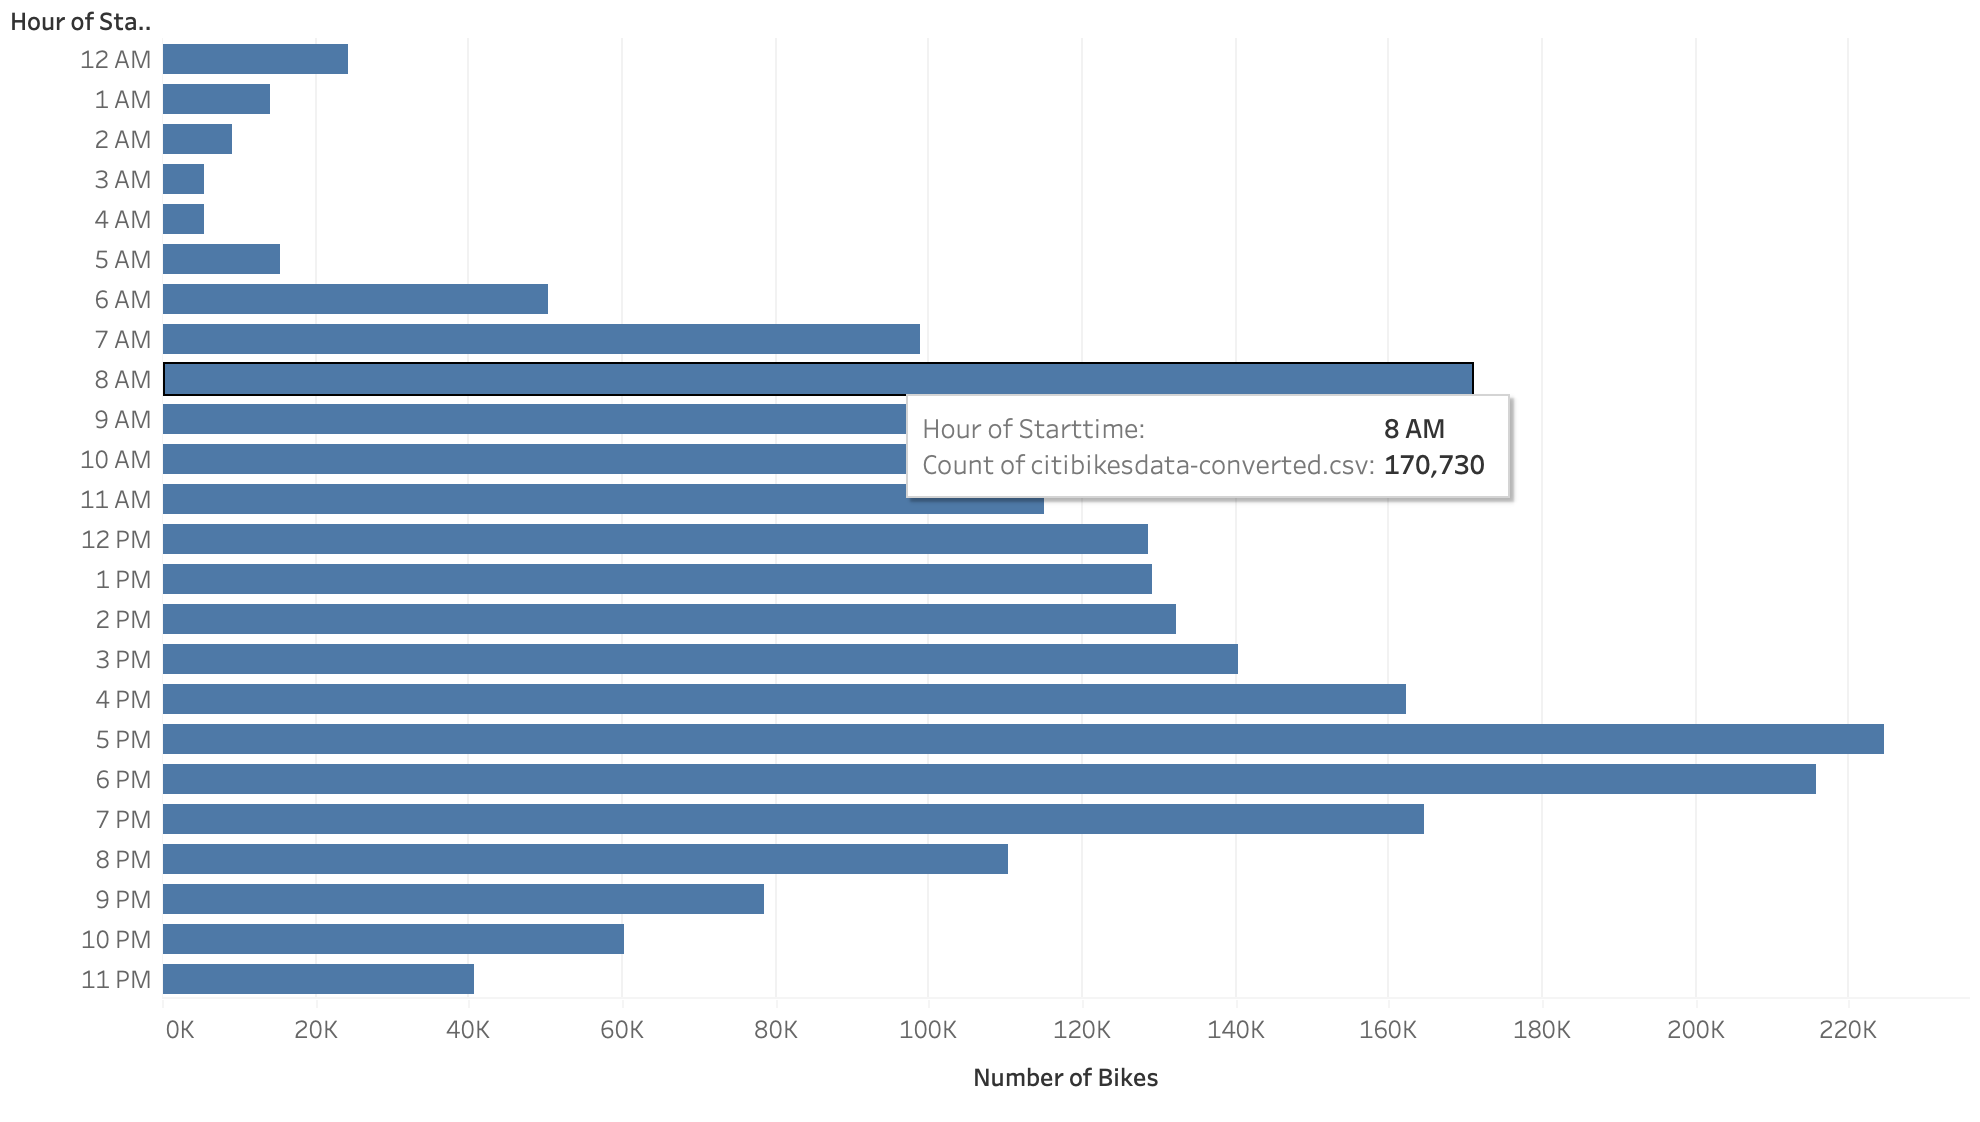 Hour of Sta..
12 AM
1 AM
2 AM
3 AM
4 AM
5 AM
6 AM
7 AM
8 AM
9 AM
10 AM
11 AM
12 PM
1 PM
2 PM
3 PM
4 PM
5 PM
6 PM
7 PM
8 PM
9 PM
10 PM
11 PM
Hour of Starttime: 8 AM
Count of citibikesdata-converted.csv: 170,730
0K 20K 40K 60K 80K 100K 120K 140K 160K 180K 200K 220K
Number of Bikes